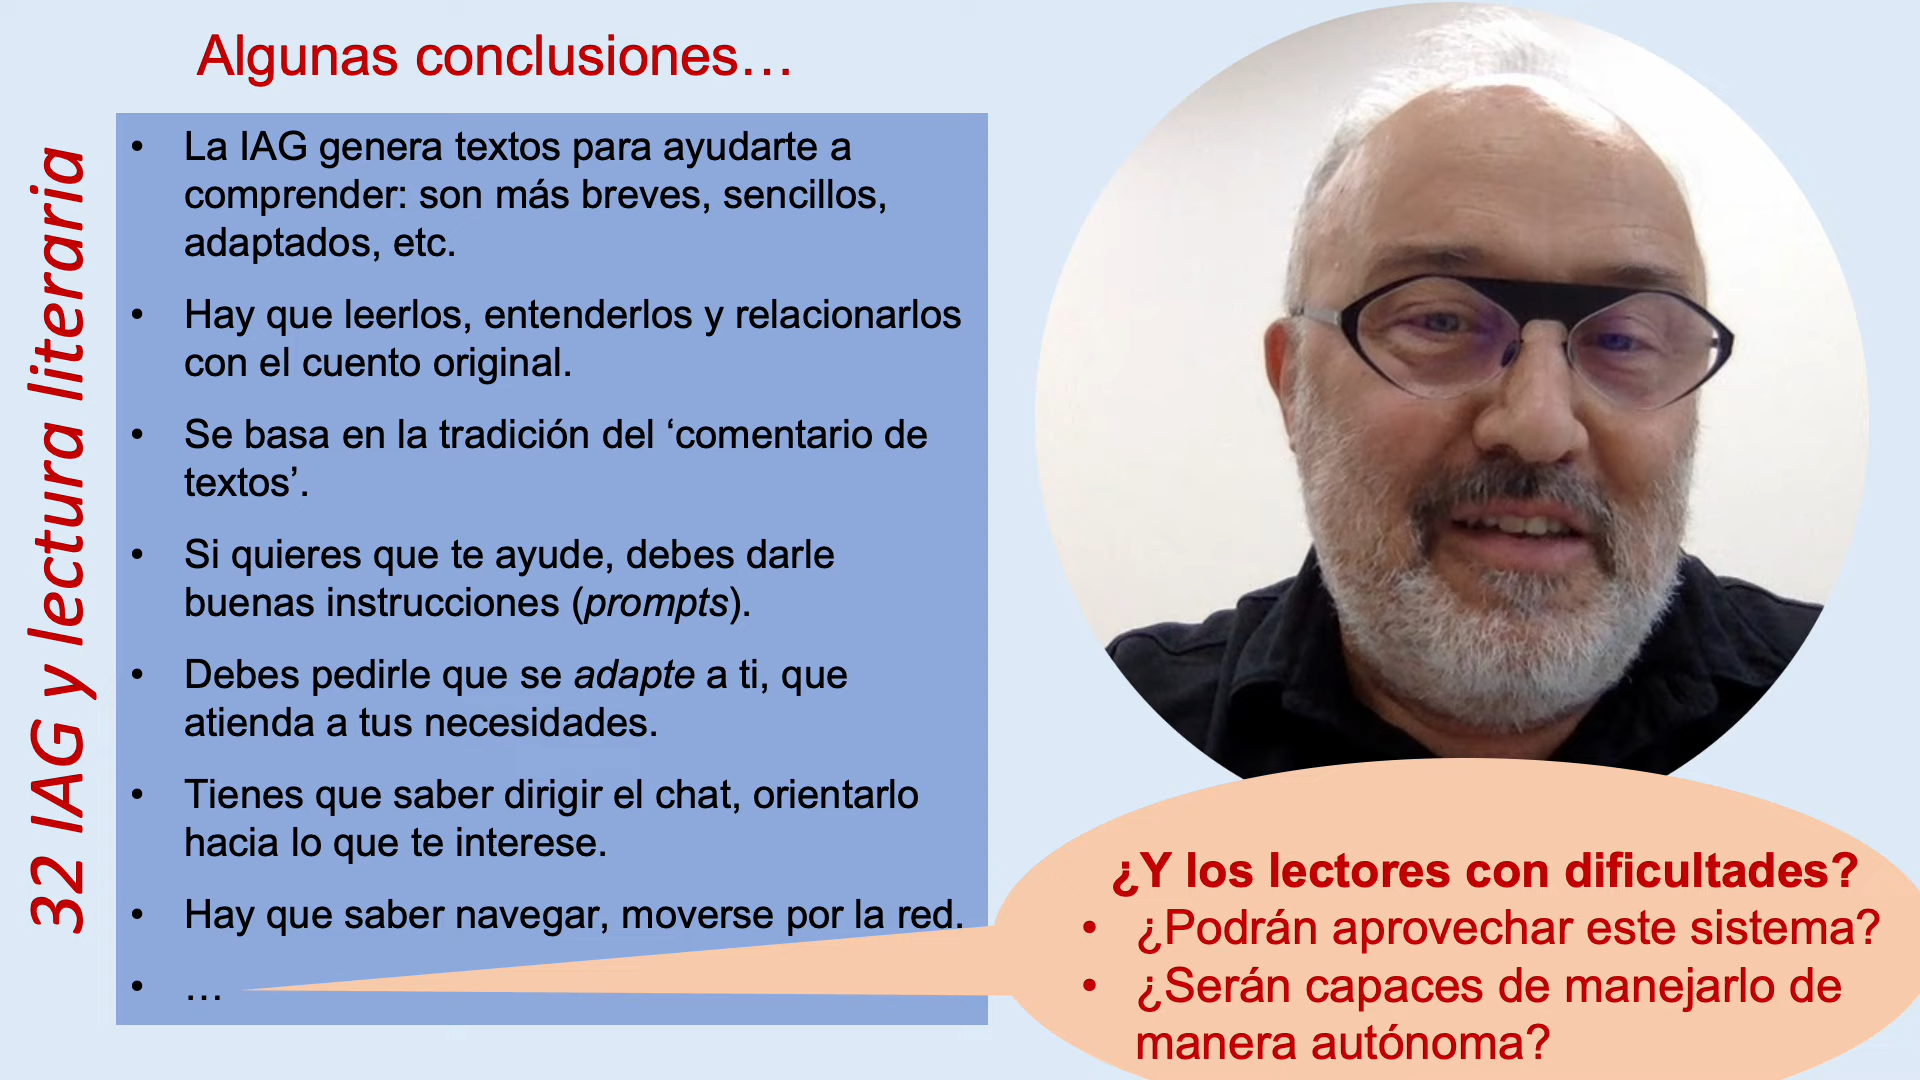 Algunas conclusiones…
32 IAG y lectura literaria
• La IAG genera textos para ayudarte a
comprender: son más breves, sencillos,
adaptados, etc.
• Hay que leerlos, entenderlos y relacionarlos
con el cuento original.
• Se basa en la tradición del ‘comentario de
textos’.
• Si quieres que te ayude, debes darle
buenas instrucciones (prompts).
• Debes pedirle que se adapte a ti, que
atienda a tus necesidades.
• Tienes que saber dirigir el chat, orientarlo
hacia lo que te interese.
• Hay que saber navegar, moverse por la red.
• …
¿Y los lectores con dificultades?
• ¿Podrán aprovechar este sistema?
• ¿Serán capaces de manejarlo de
manera autónoma?